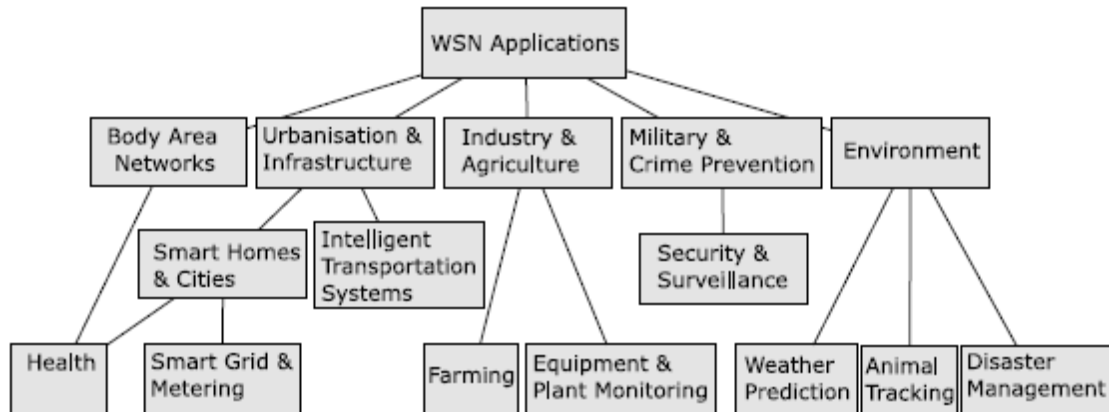 WSN Applications
Body Area
Networks
Urbanisation &
Infrastructure
Industry &
Agriculture
Military &
Crime Prevention
Environment
Smart Homes
& Cities
Intelligent
Transportation
Systems
Security &
Surveillance
Health
Smart Grid &
Metering
Farming
Equipment &
Plant Monitoring
Weather
Prediction
Animal
Tracking
Disaster
Management